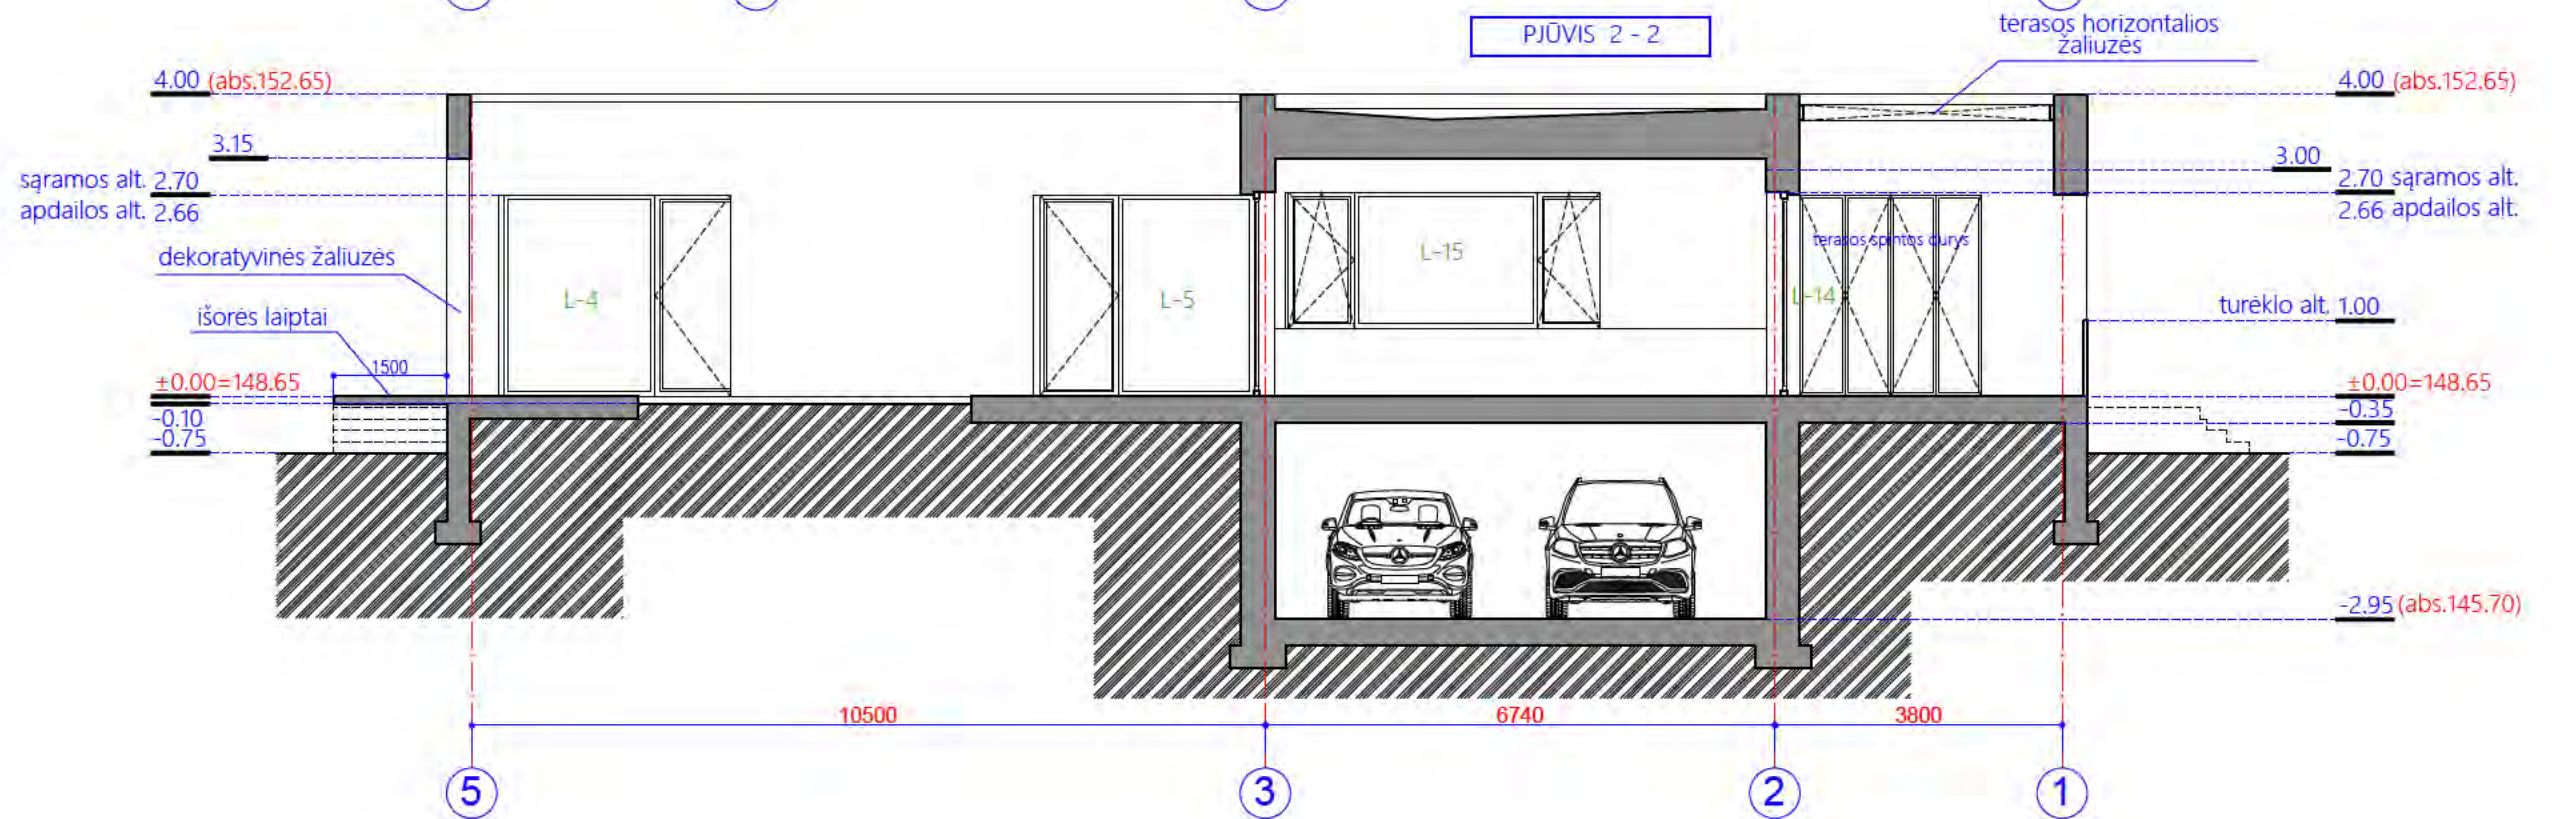 PJŪVIS 2 - 2
terasos horizontalios
žaliuzės
4.00 (abs.152.65)
4.00 (abs.152.65)
3.15
3.00
sąramos alt. 2.70
apdailos alt. 2.66
2.70 sąramos alt.
2.66 apdailos alt.
dekoratyvinės žaliuzės
terasos spintos durys
L-4
L-5
L-15
L-14
išorės laiptai
turėklo alt. 1.00
1500
±0.00=148.65
±0.00=148.65
-0.10
-0.75
-0.35
-0.75
-2.95 (abs.145.70)
10500
6740
3800
5
3
2
1